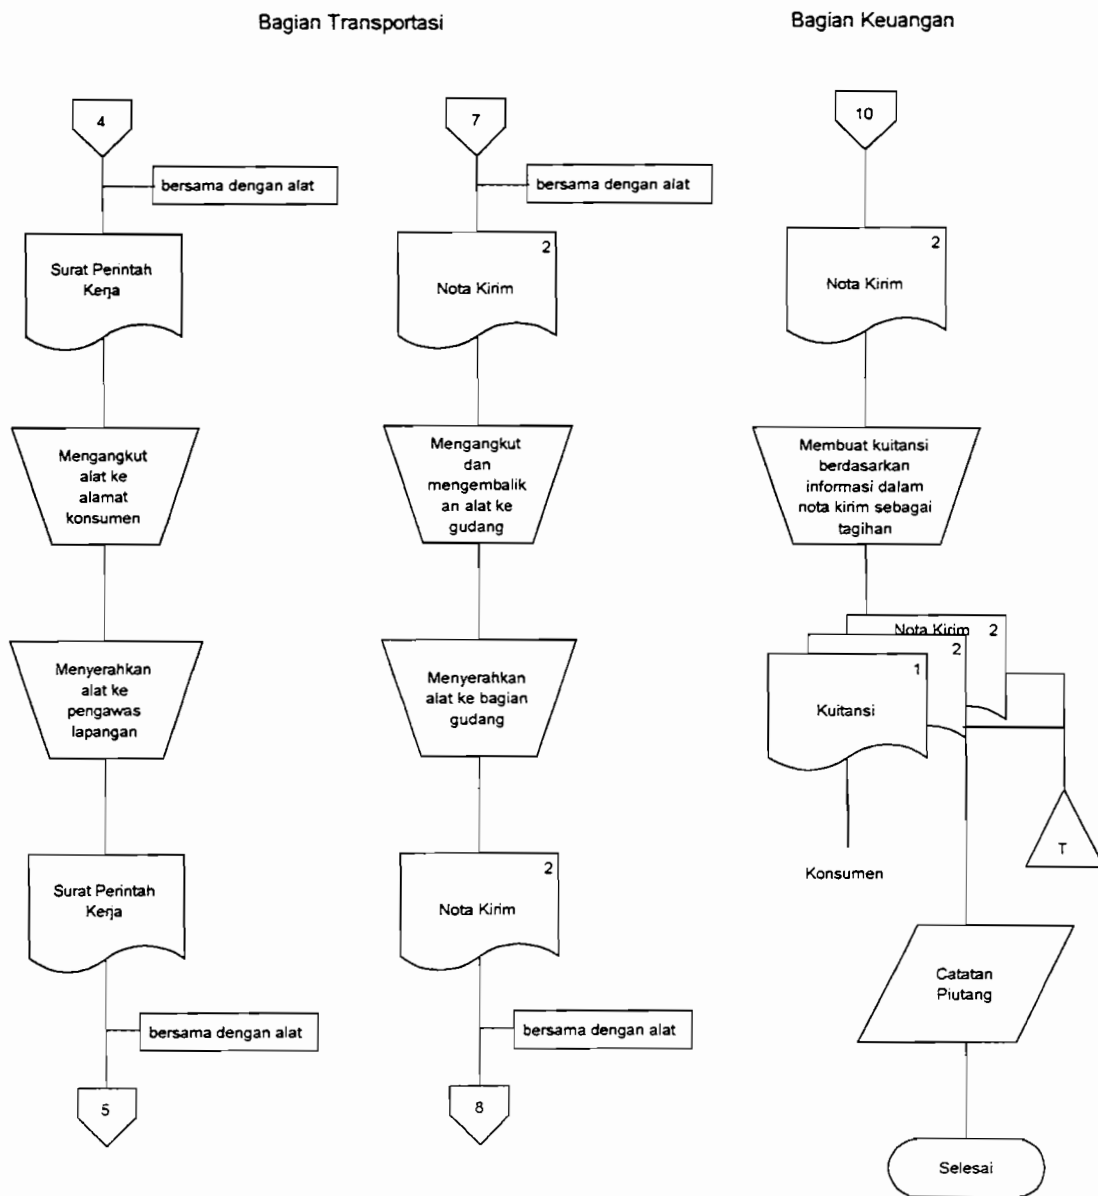 Bagian Transportasi
Bagian Keuangan
4
bersama dengan alat
Surat Perintah
Kerja
Mengangkut
alat ke
alamat
konsumen
Menyerahkan
alat ke
pengawas
lapangan
Surat Perintah
Kerja
bersama dengan alat
5
7
bersama dengan alat
2
Nota Kirim
Mengangkut
dan
mengembalik
an alat ke
gudang
Menyerahkan
alat ke bagian
gudang
2
Nota Kirim
bersama dengan alat
8
10
2
Nota Kirim
Membuat kuitansi
berdasarkan
informasi dalam
nota kirim sebagai
tagihan
Nota Kirim 2
2
1
Kuitansi
Konsumen
T
Catatan
Piutang
Selesai